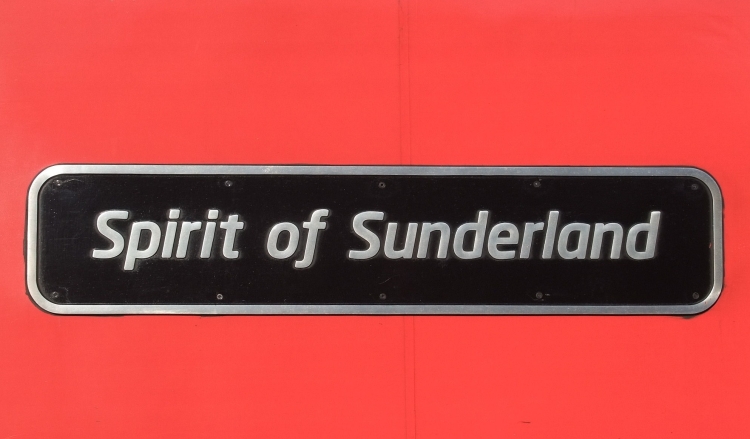 Spirit of Sunderland